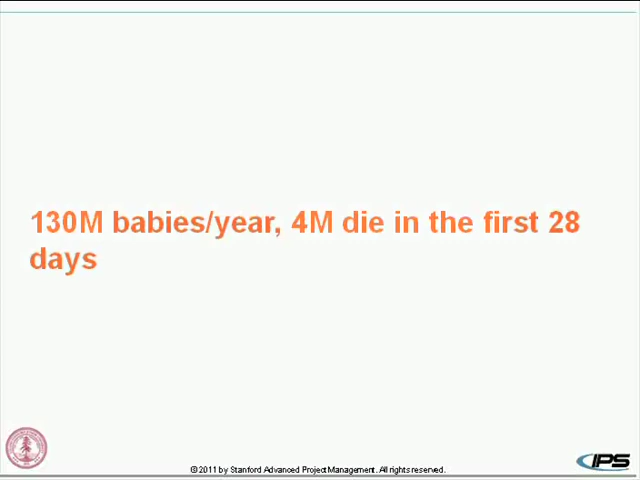 130M babies/year, 4M die in the first 28
days
© 2011 by Stanford Advanced Project Management. All rights reserved.
IPS